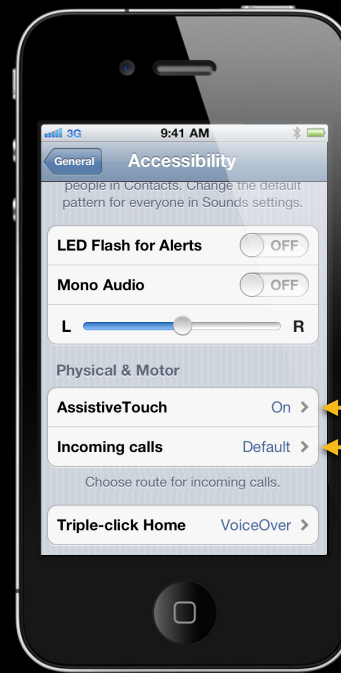 3G 9:41 AM
General Accessibility
people in Contacts. Change the default
pattern for everyone in Sounds settings.
LED Flash for Alerts OFF
Mono Audio OFF
L R
Physical & Motor
AssistiveTouch On
Incoming calls Default
Choose route for incoming calls.
Triple-click Home VoiceOver